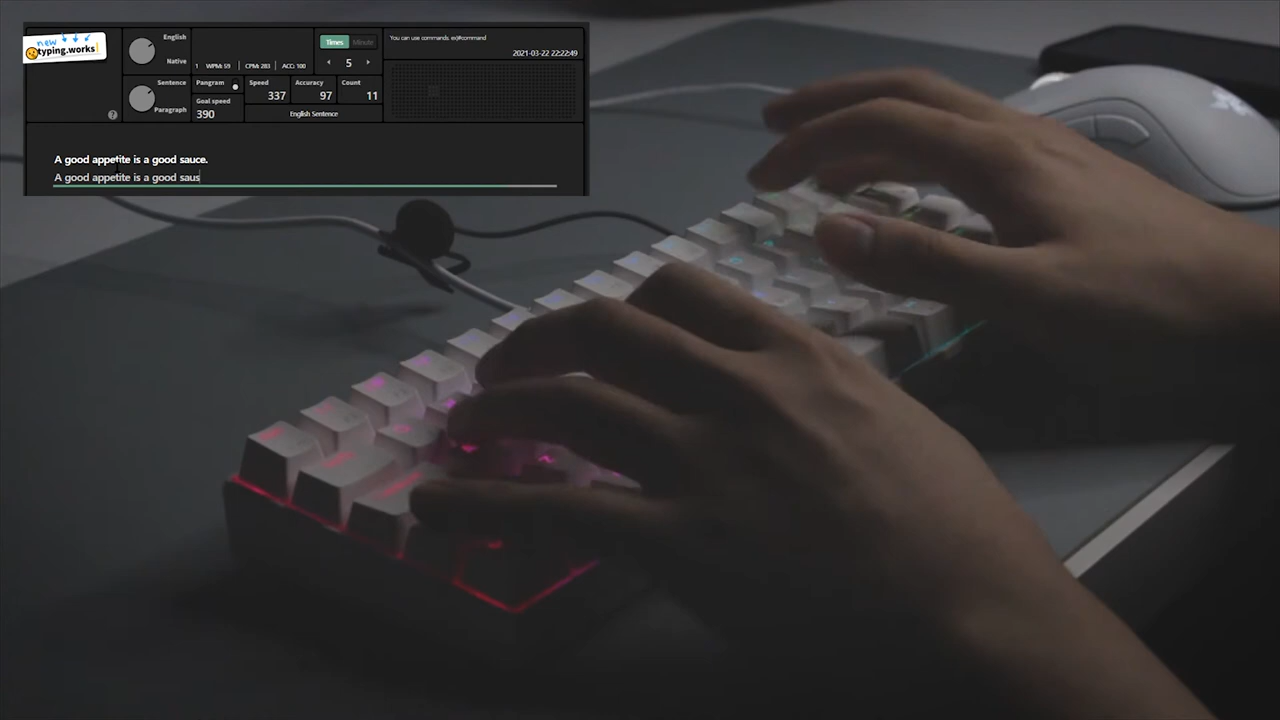 new
typing.works
English
Native
1 WPM: 59 | CPM: 283 | ACC: 100
Times Minute
5
You can use commands. ex)#command
2021-03-22 22:22:49
Sentence
Paragraph
Pangram
Goal speed
390
Speed
337
Accuracy
97
Count
11
English Sentence
A good appetite is a good sauce.
A good appetite is a good saus